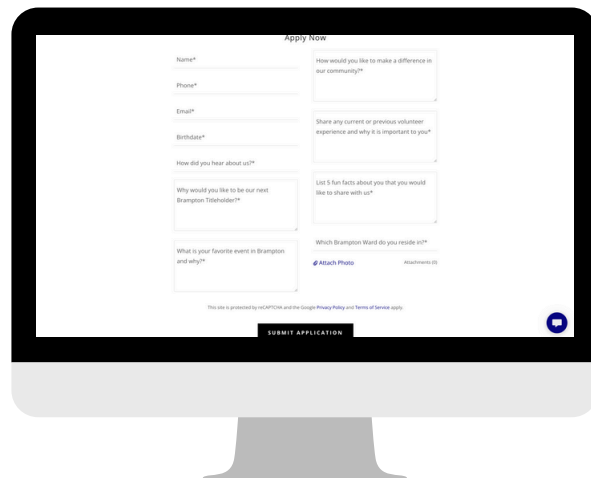 Apply Now
Name*
Phone*
Email*
Birthdate*
How did you hear about us?*
Why would you like to be our next
Brampton Titleholder?*
What is your favorite event in Brampton
and why?*
How would you like to make a difference in
our community?*
Share any current or previous volunteer
experience and why it is important to you*
List 5 fun facts about you that you would
like to share with us*
Which Brampton Ward do you reside in?*
Attach Photo
Attachments (0)
This site is protected by reCAPTCHA and the Google Privacy Policy and Terms of Service apply.
SUBMIT APPLICATION